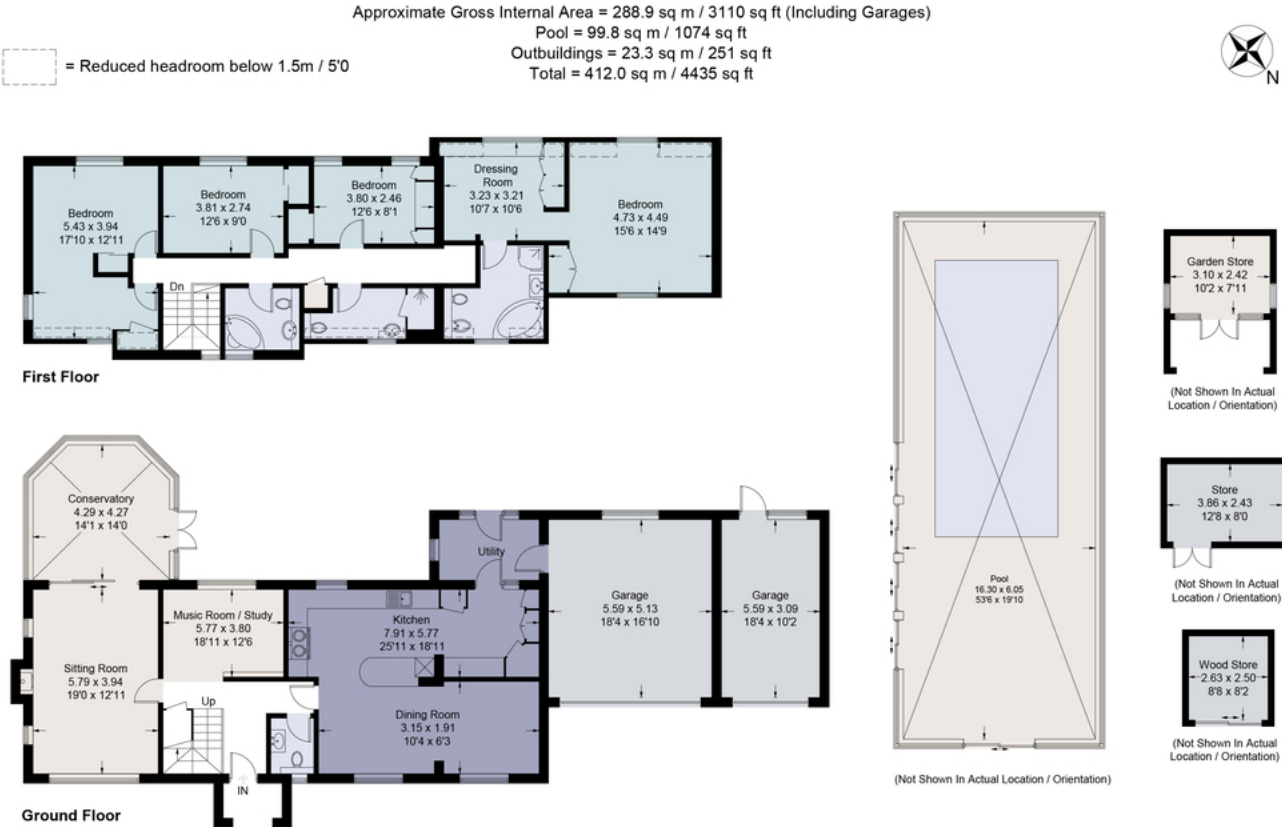 Approximate Gross Internal Area = 288.9 sq m / 3110 sq ft (Including Garages)
Pool = 99.8 sq m / 1074 sq ft
Outbuildings = 23.3 sq m / 251 sq ft
Total = 412.0 sq m / 4435 sq ft
= Reduced headroom below 1.5m / 5'0
N
Bedroom
5.43 x 3.94
17'10 x 12'11
Bedroom
3.81 x 2.74
12'6 x 9'0
Bedroom
3.80 x 2.46
12'6 x 8'1
Dressing
Room
3.23 x 3.21
10'7 x 10'6
Bedroom
4.73 x 4.49
15'6 x 14'9
Dn
First Floor
Conservatory
4.29 x 4.27
14'1 x 14'0
Utility
Music Room / Study
5.77 x 3.80
18'11 x 12'6
Kitchen
7.91 x 5.77
25'11 x 18'11
Garage
5.59 x 5.13
18'4 x 16'10
Garage
5.59 x 3.09
18'4 x 10'2
Sitting Room
5.79 x 3.94
19'0 x 12'11
Up
Dining Room
3.15 x 1.91
10'4 x 6'3
IN
Ground Floor
Pool
16.30 x 6.05
53'6 x 19'10
(Not Shown In Actual Location / Orientation)
Garden Store
3.10 x 2.42
10'2 x 7'11
(Not Shown In Actual
Location / Orientation)
Store
3.86 x 2.43
12'8 x 8'0
(Not Shown In Actual
Location / Orientation)
Wood Store
2.63 x 2.50
8'8 x 8'2
(Not Shown In Actual
Location / Orientation)